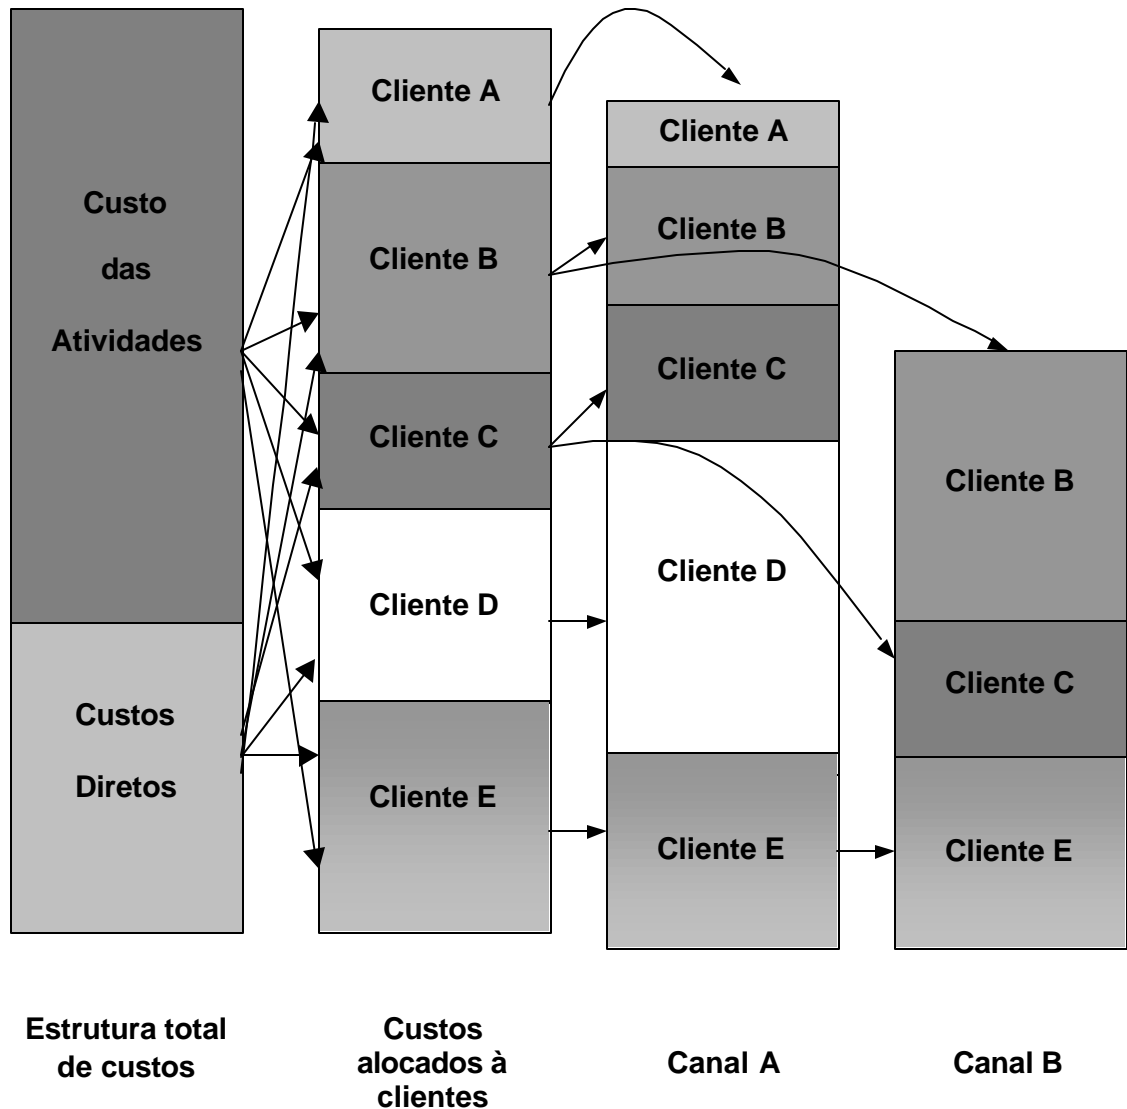 Custo
das
Atividades
Custos
Diretos
Estrutura total
de custos
Cliente A
Cliente B
Cliente C
Cliente D
Cliente E
Custos
alocados à
clientes
Cliente A
Cliente B
Cliente C
Cliente D
Cliente E
Canal A
Cliente B
Cliente C
Cliente E
Canal B